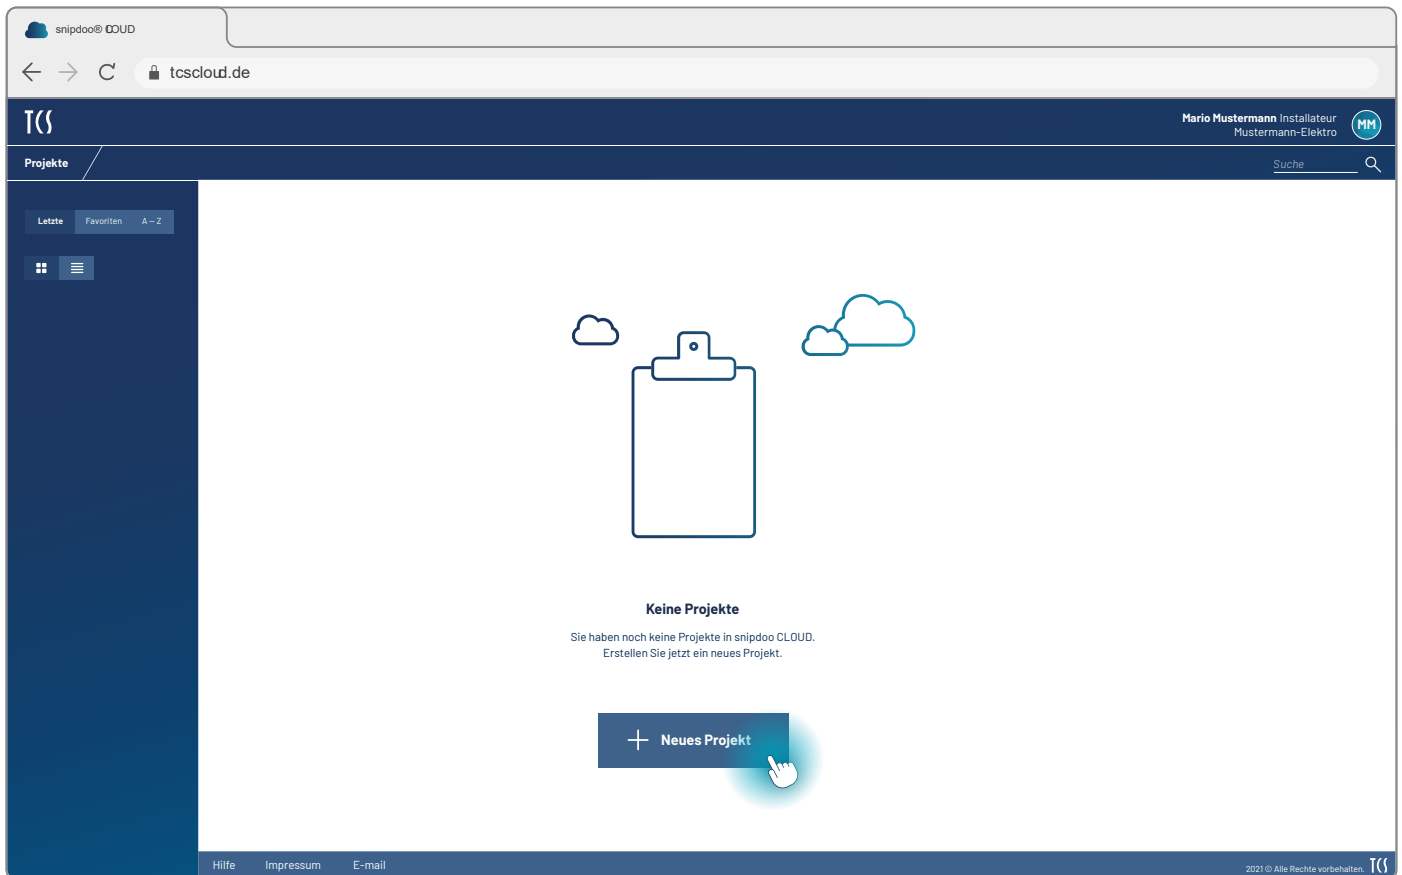 snipdoo® CLOUD
tcscloud.de
TCS
Mario Mustermann Installateur
Mustermann-Elektro
MM
Projekte
Suche
Letzte Favoriten A – Z
Keine Projekte
Sie haben noch keine Projekte in snipdoo CLOUD.
Erstellen Sie jetzt ein neues Projekt.
Neues Projekt
Hilfe Impressum E-mail
2021 © Alle Rechte vorbehalten. TCS